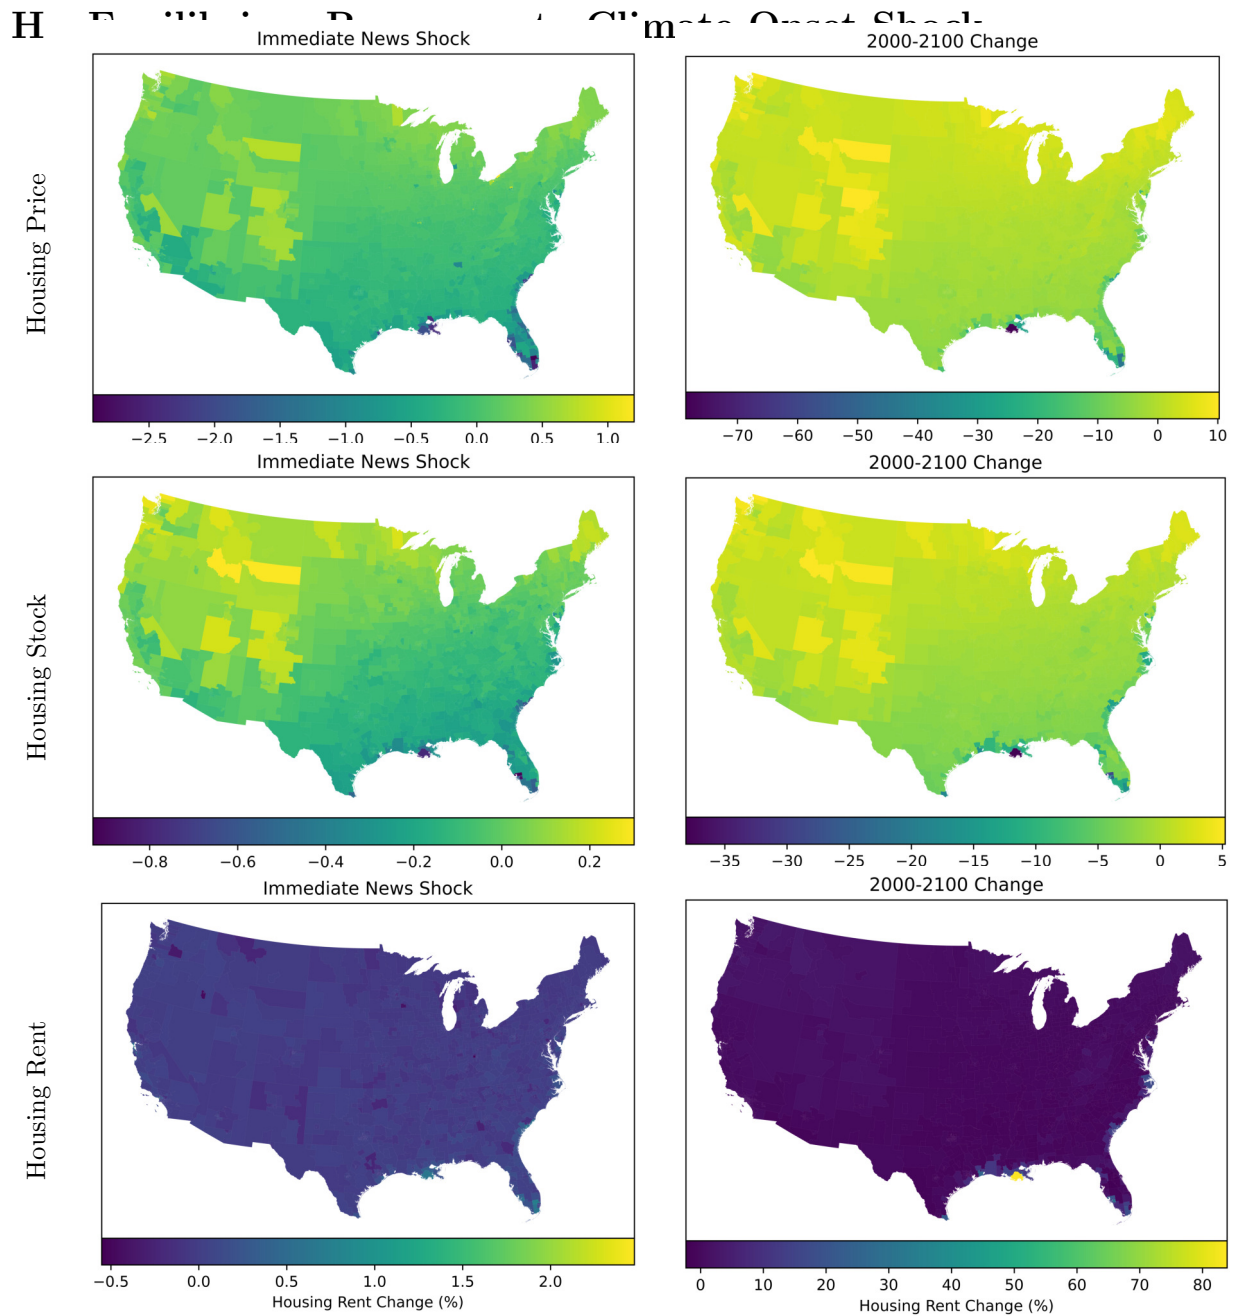 H
Immediate News Shock
2000-2100 Change
Housing Price
−2.5 −2.0 −1.5 −1.0 −0.5 0.0 0.5 1.0
−70 −60 −50 −40 −30 −20 −10 0 10
Immediate News Shock
2000-2100 Change
Housing Stock
−0.8 −0.6 −0.4 −0.2 0.0 0.2
−35 −30 −25 −20 −15 −10 −5 0 5
Immediate News Shock
2000-2100 Change
Housing Rent
−0.5 0.0 0.5 1.0 1.5 2.0
Housing Rent Change (%)
0 10 20 30 40 50 60 70 80
Housing Rent Change (%)